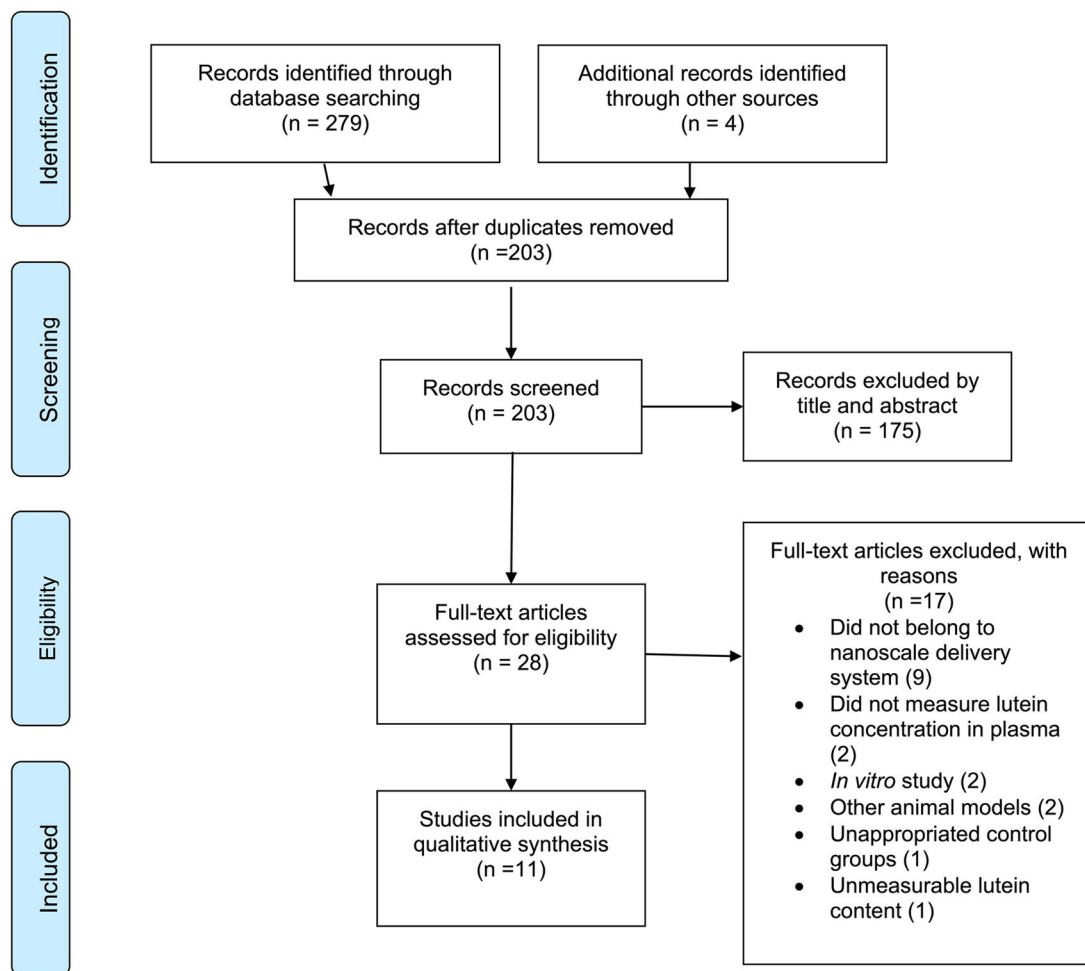 Identification
Records identified through
database searching
(n = 279)
Additional records identified
through other sources
(n = 4)
Records after duplicates removed
(n =203)
Screening
Records screened
(n = 203)
Records excluded by
title and abstract
(n = 175)
Eligibility
Full-text articles
assessed for eligibility
(n = 28)
Full-text articles excluded, with
reasons
(n =17)
• Did not belong to
nanoscale delivery
system (9)
• Did not measure lutein
concentration in plasma
(2)
• In vitro study (2)
• Other animal models (2)
• Unappropriated control
groups (1)
• Unmeasurable lutein
content (1)
Included
Studies included in
qualitative synthesis
(n =11)